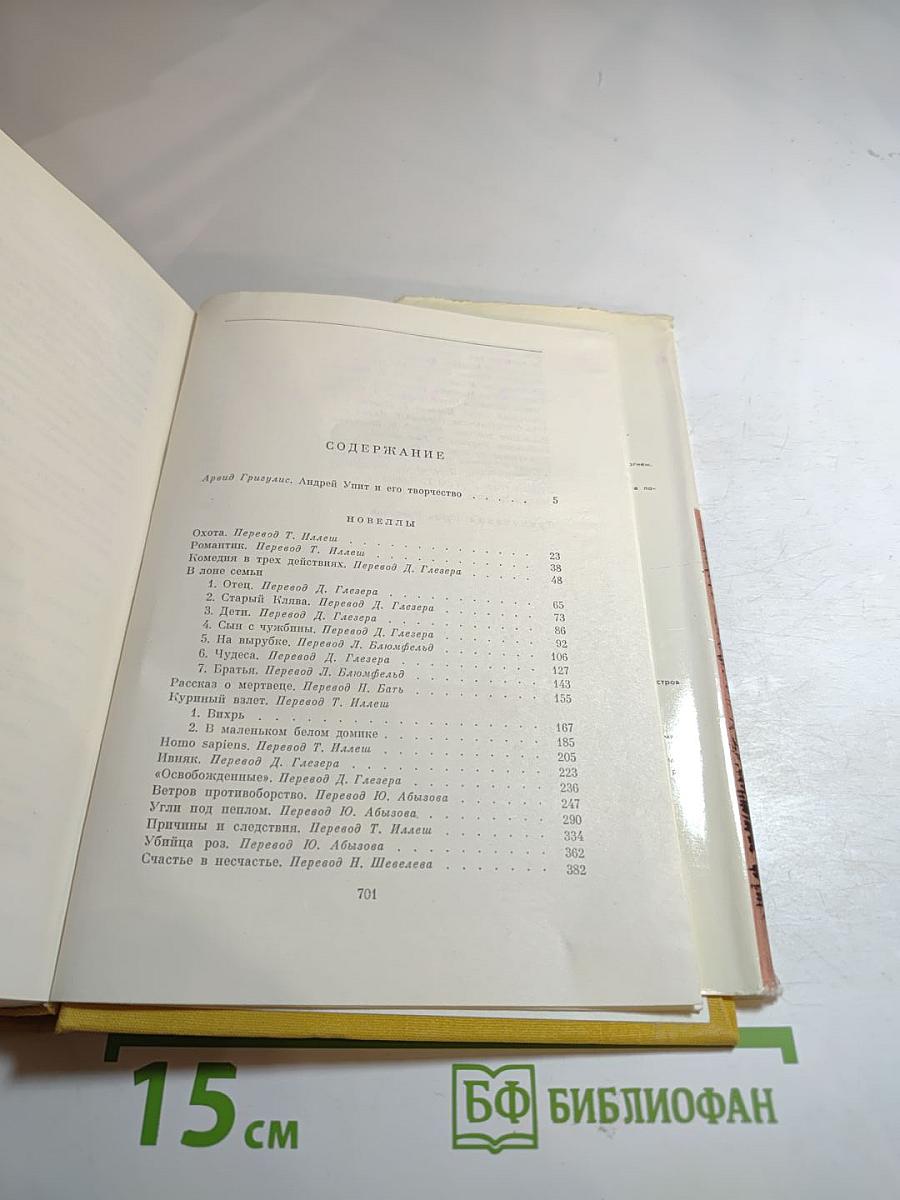 СОДЕРЖАНИЕ
Арвид Григулис. Андрей Упит и его творчество . . . . . 5
НОВЕЛЛЫ
Охота. Перевод Т. Иллеш . . . . . . . . . . . . 23
Романтик. Перевод Т. Иллеш . . . . . . . . . . . 38
Комедия в трех действиях. Перевод Д. Глезера . . . . . 48
В лоне семьи
1. Отец. Перевод Д. Глезера . . . . . . . . . . 65
2. Старый Клява. Перевод Д. Глезера . . . . . . . 73
3. Дети. Перевод Д. Глезера . . . . . . . . . . 86
4. Сын с чужбины. Перевод Д. Глезера . . . . . . . 92
5. На вырубке. Перевод Л. Блюмфельд . . . . . . . 106
6. Чудеса. Перевод Д. Глезера . . . . . . . . . 127
7. Братья. Перевод Л. Блюмфельд . . . . . . . . 143
Рассказ о мертвеце. Перевод Н. Бать . . . . . . . . 155
Куриный взлет. Перевод Т. Иллеш
1. Вихрь . . . . . . . . . . . . . . . . 167
2. В маленьком белом домике . . . . . . . . . . 185
Homo sapiens. Перевод Т. Иллеш . . . . . . . . . . 205
Ивняк. Перевод Д. Глезера . . . . . . . . . . . 223
«Освобожденные». Перевод Д. Глезера . . . . . . . . 236
Ветров противоборство. Перевод Ю. Абызова . . . . . . 247
Угли под пеплом. Перевод Ю. Абызова. . . . . . . . 290
Причины и следствия. Перевод Т. Иллеш . . . . . . . 334
Убийца роз. Перевод Ю. Абызова . . . . . . . . . 362
Счастье в несчастье. Перевод Н. Шевелева . . . . . . . 382
701
15 см
БФ БИБЛИОФАН